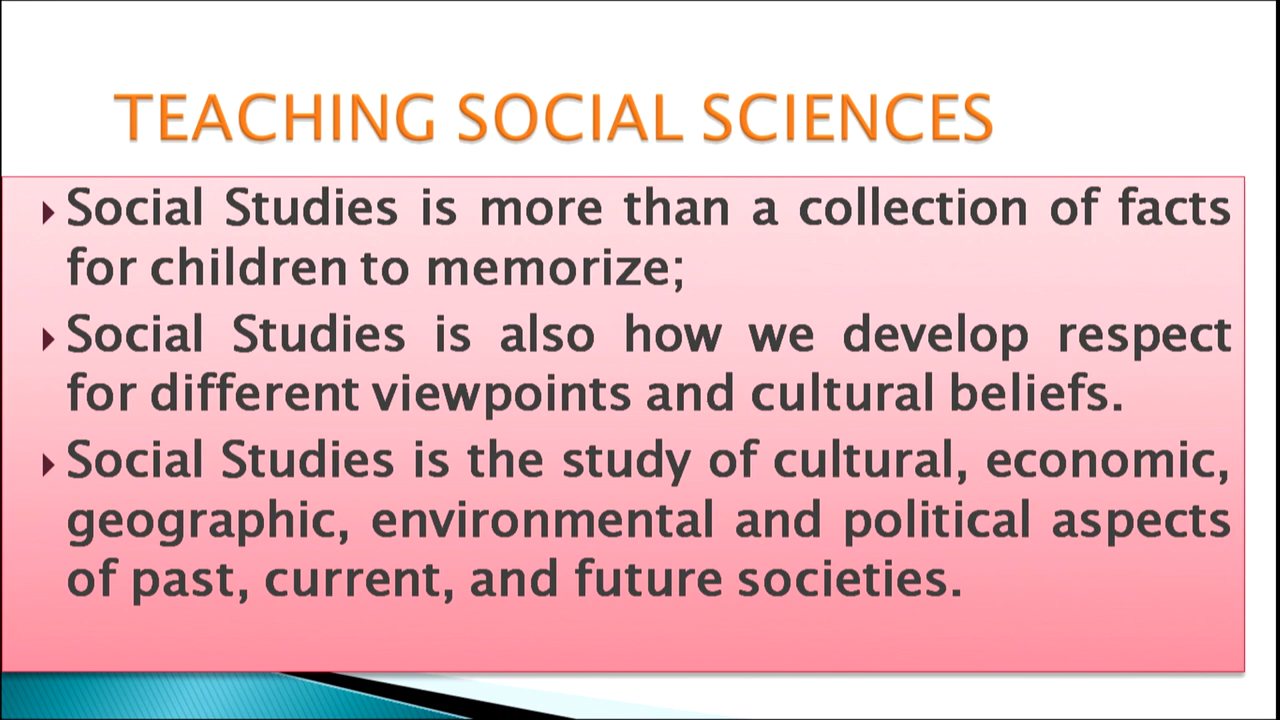 TEACHING SOCIAL SCIENCES
Social Studies is more than a collection of facts
for children to memorize;
Social Studies is also how we develop respect
for different viewpoints and cultural beliefs.
Social Studies is the study of cultural, economic,
geographic, environmental and political aspects
of past, current, and future societies.